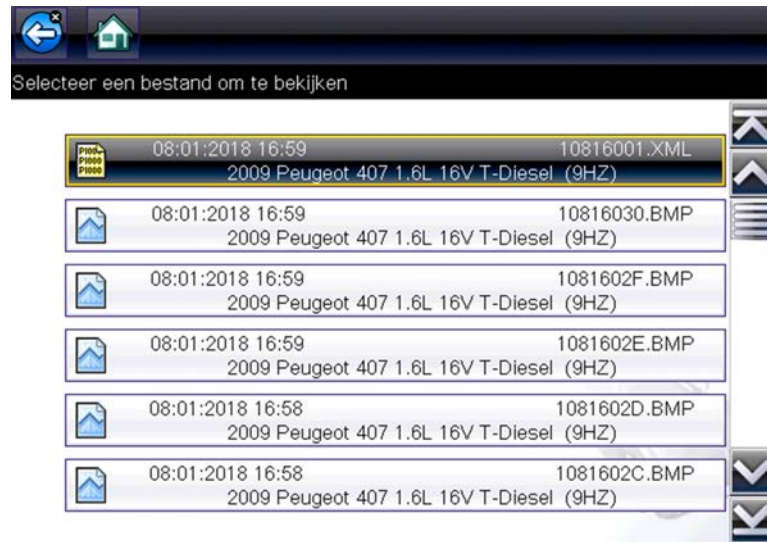 Selecteer een bestand om te bekijken
08:01:2018 16:59 10816001.XML
P100
P1000
P1000
2009 Peugeot 407 1.6L 16V T-Diesel (9HZ)
08:01:2018 16:59 10816030.BMP
2009 Peugeot 407 1.6L 16V T-Diesel (9HZ)
08:01:2018 16:59 1081602F.BMP
2009 Peugeot 407 1.6L 16V T-Diesel (9HZ)
08:01:2018 16:59 1081602E.BMP
2009 Peugeot 407 1.6L 16V T-Diesel (9HZ)
08:01:2018 16:58 1081602D.BMP
2009 Peugeot 407 1.6L 16V T-Diesel (9HZ)
08:01:2018 16:58 1081602C.BMP
2009 Peugeot 407 1.6L 16V T-Diesel (9HZ)